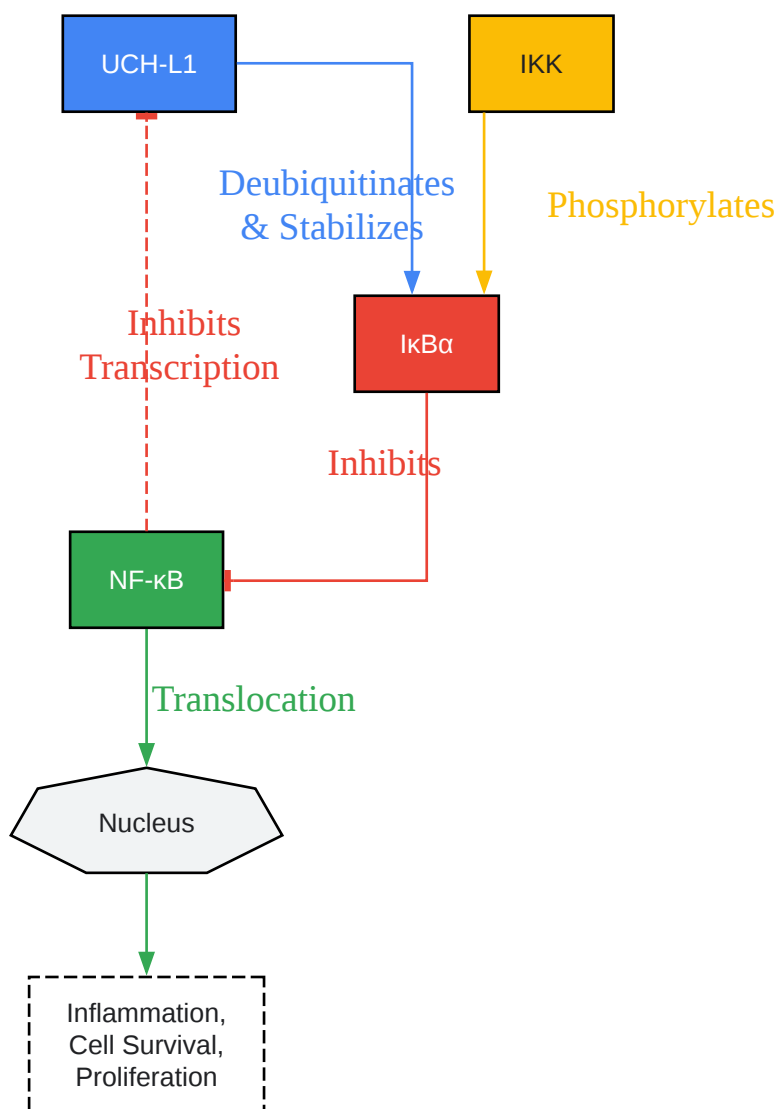 UCH-L1
IKK
Deubiquitinates
& Stabilizes
Phosphorylates
Inhibits
Transcription
IκBα
Inhibits
NF-κB
Translocation
Nucleus
Inflammation,
Cell Survival,
Proliferation